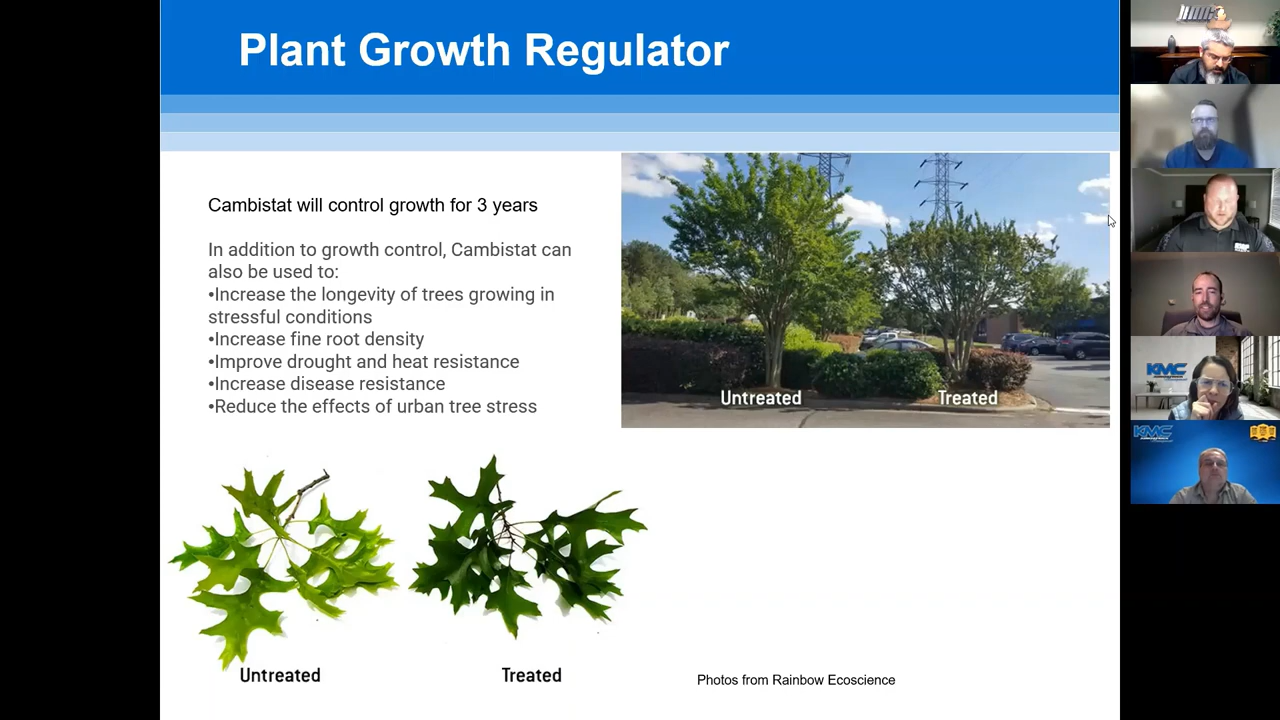 Plant Growth Regulator
Cambistat will control growth for 3 years
In addition to growth control, Cambistat can
also be used to:
•Increase the longevity of trees growing in
stressful conditions
•Increase fine root density
•Improve drought and heat resistance
•Increase disease resistance
•Reduce the effects of urban tree stress
Untreated
Treated
Untreated
Treated
Photos from Rainbow Ecoscience
KMC
KMC